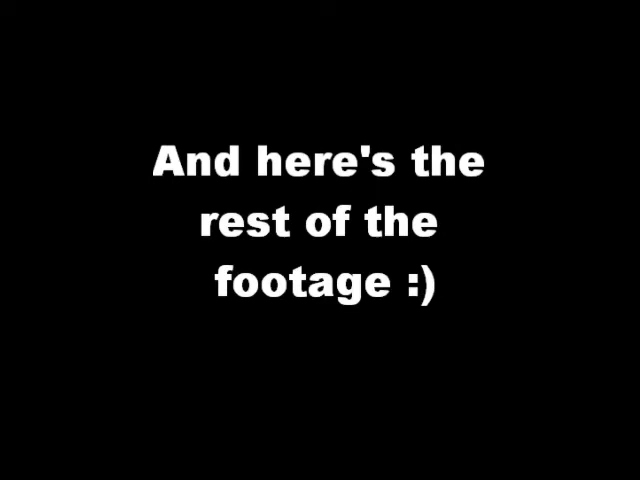 And here's the
rest of the
footage :)